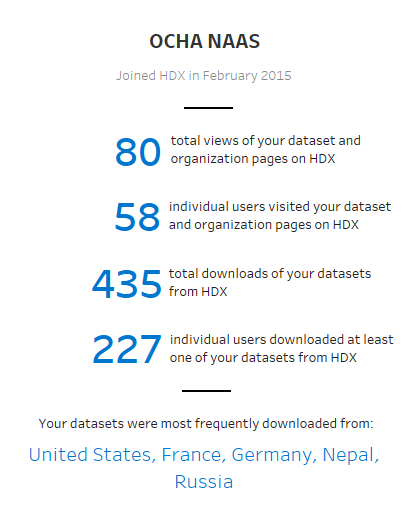 OCHA NAAS
Joined HDX in February 2015
80 total views of your dataset and
organization pages on HDX
58 individual users visited your dataset
and organization pages on HDX
435 total downloads of your datasets
from HDX
227 individual users downloaded at least
one of your datasets from HDX
Your datasets were most frequently downloaded from:
United States, France, Germany, Nepal,
Russia